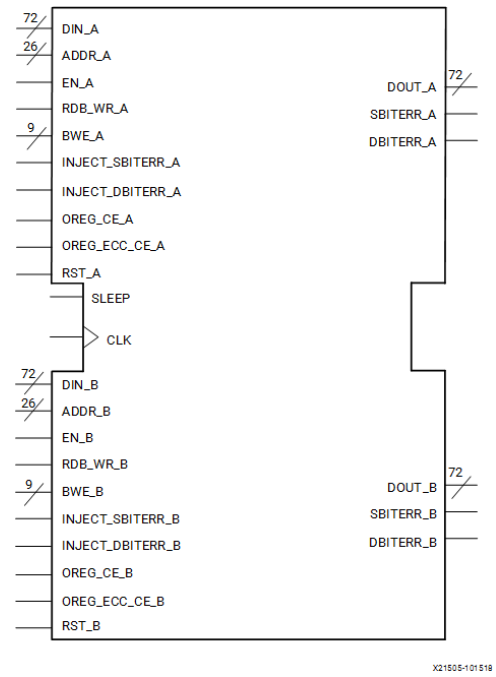 72
DIN_A
26
ADDR_A
EN_A
72
DOUT_A
RDB_WR_A
SBITERR_A
9
BWE_A
DBITERR_A
INJECT_SBITERR_A
INJECT_DBITERR_A
OREG_CE_A
OREG_ECC_CE_A
RST_A
SLEEP
CLK
72
DIN_B
26
ADDR_B
EN_B
RDB_WR_B
72
9
BWE_B
DOUT_B
INJECT_SBITERR_B
SBITERR_B
INJECT_DBITERR_B
DBITERR_B
OREG_CE_B
OREG_ECC_CE_B
RST_B
X21505-101518